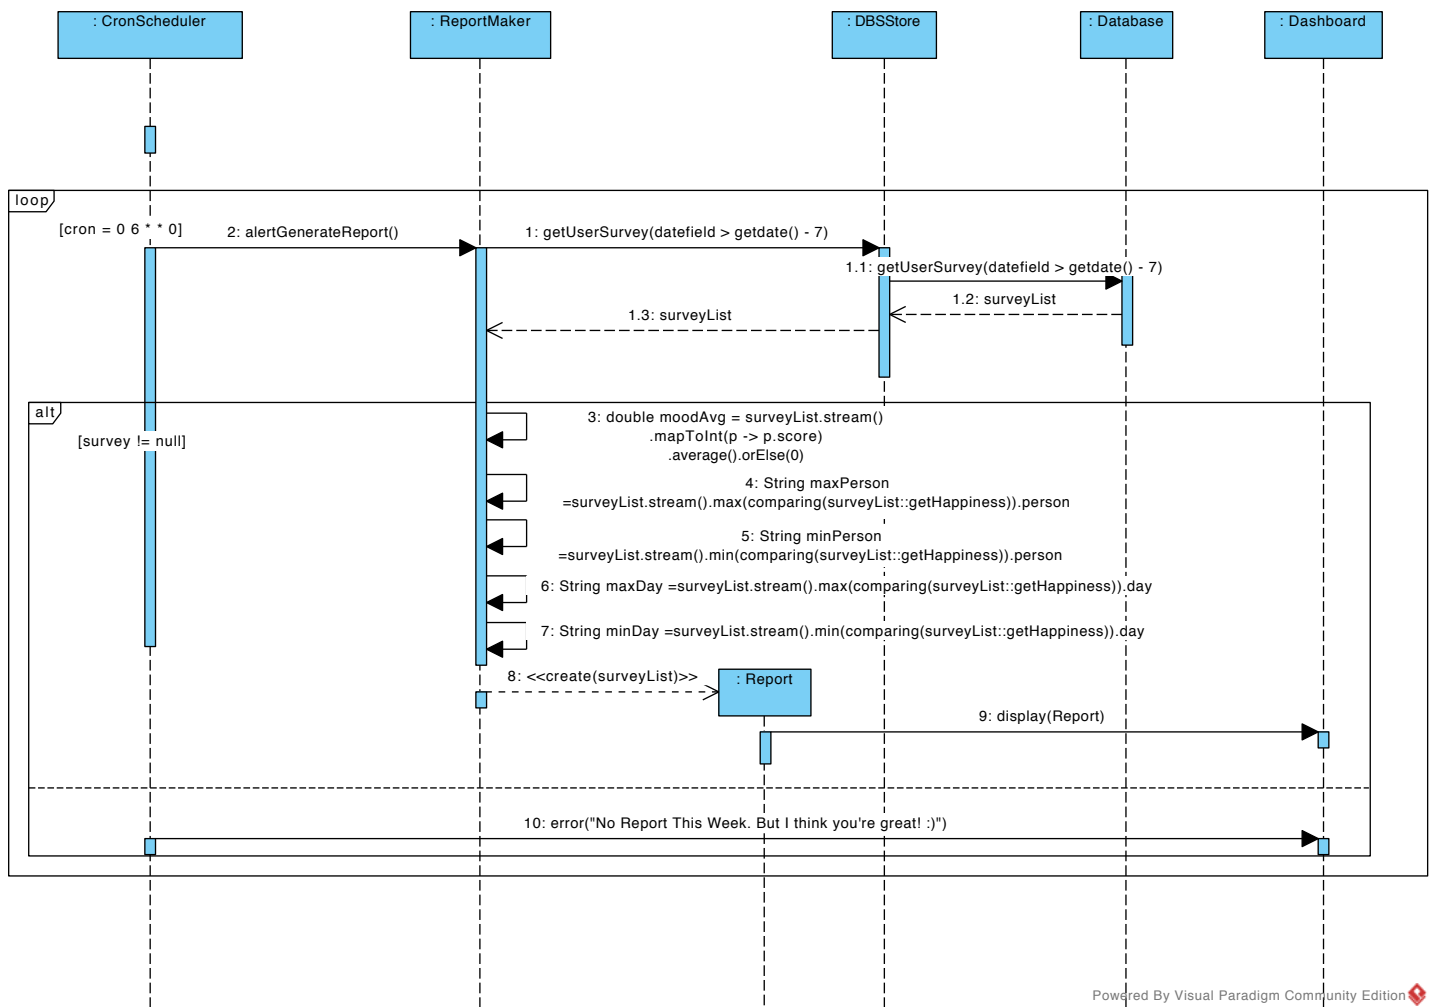 : CronScheduler
: ReportMaker
: DBSStore
: Database
: Dashboard
loop
[cron = 0 6 * * 0]
2: alertGenerateReport()
1: getUserSurvey(datefield > getdate() - 7)
1.1: getUserSurvey(datefield > getdate() - 7)
1.2: surveyList
1.3: surveyList
alt
[survey != null]
3: double moodAvg = surveyList.stream()
.mapToInt(p -> p.score)
.average().orElse(0)
4: String maxPerson
=surveyList.stream().max(comparing(surveyList::getHappiness)).person
5: String minPerson
=surveyList.stream().min(comparing(surveyList::getHappiness)).person
6: String maxDay =surveyList.stream().max(comparing(surveyList::getHappiness)).day
7: String minDay =surveyList.stream().min(comparing(surveyList::getHappiness)).day
8: <<create(surveyList)>>
: Report
9: display(Report)
10: error("No Report This Week. But I think you're great! :)")
Powered By Visual Paradigm Community Edition